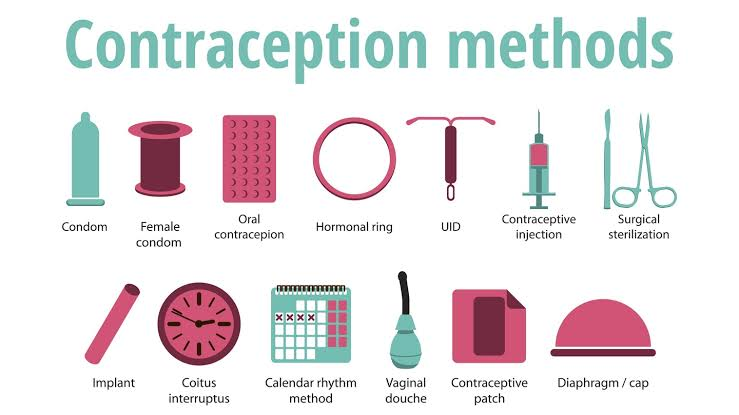 Contraception methods
Condom
Female
condom
Oral
contracepion
Hormonal ring
UID
Contraceptive
injection
Surgical
sterilization
Implant
Coitus
interruptus
Calendar rhythm
method
Vaginal
douche
Contraceptive
patch
Diaphragm / cap